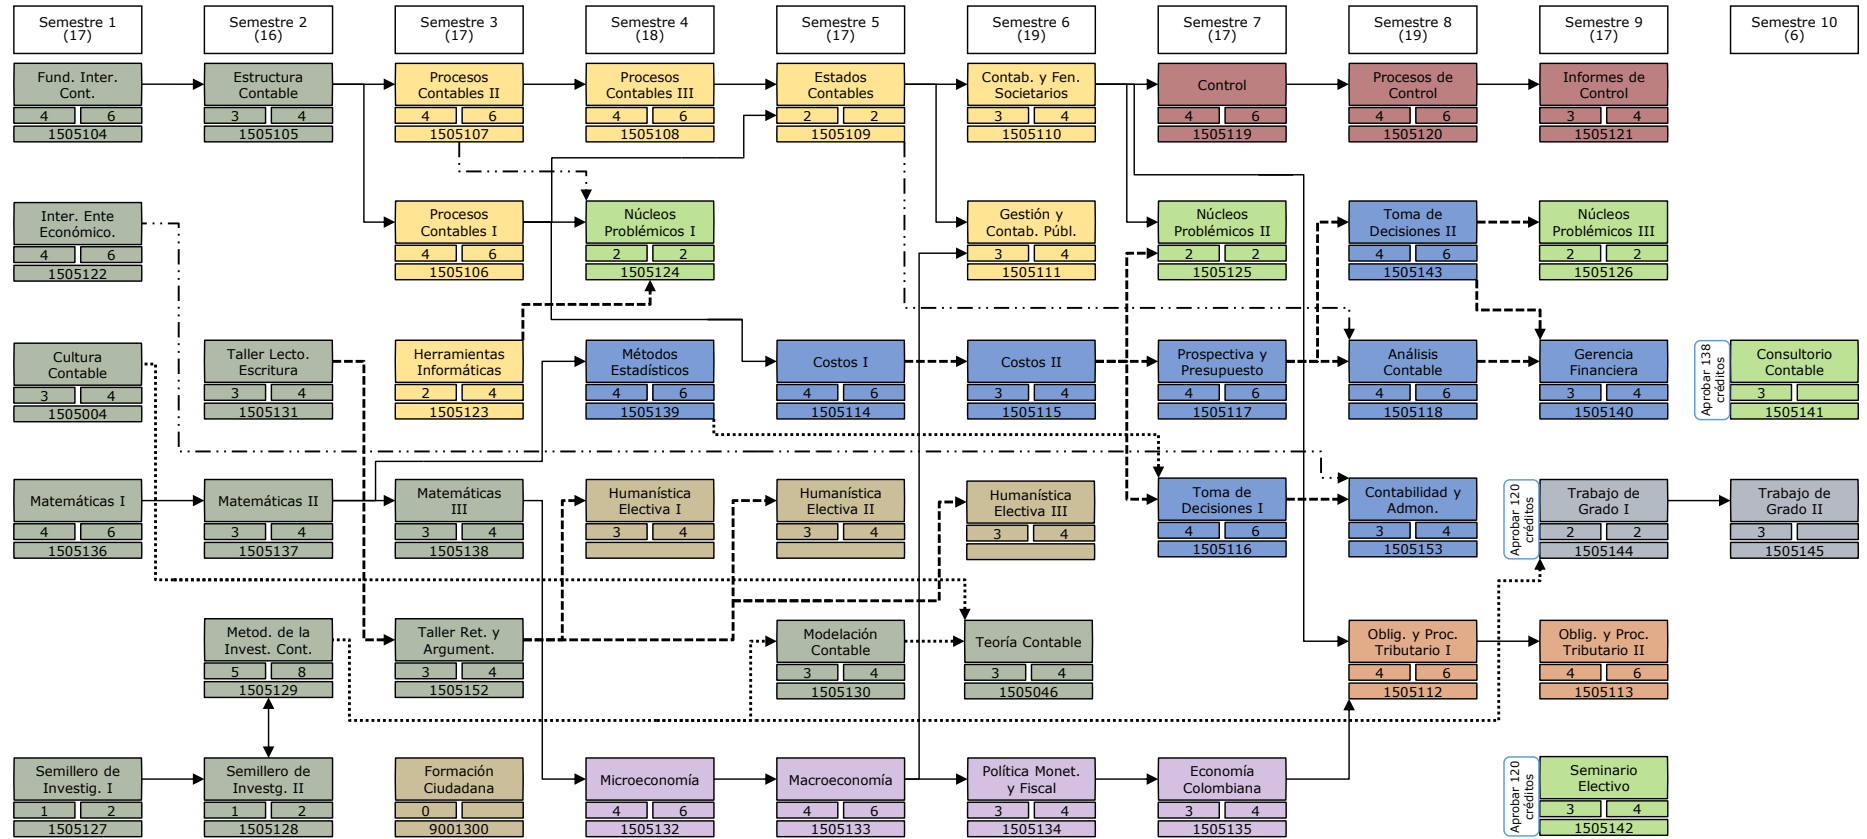 Semestre 1
(17)
Semestre 2
(16)
Semestre 3
(17)
Semestre 4
(18)
Semestre 5
(17)
Semestre 6
(19)
Semestre 7
(17)
Semestre 8
(19)
Semestre 9
(17)
Semestre 10
(6)
Fund. Inter.
Cont.
4 6
1505104
Estructura
Contable
3 4
1505105
Procesos
Contables II
4 6
1505107
Procesos
Contables III
4 6
1505108
Estados
Contables
2 2
1505109
Contab. y Fen.
Societarios
3 4
1505110
Control
4 6
1505119
Procesos de
Control
4 6
1505120
Informes de
Control
3 4
1505121
Inter. Ente
Económico.
4 6
1505122
Procesos
Contables I
4 6
1505106
Núcleos
Problémicos I
2 2
1505124
Gestión y
Contab. Públ.
3 4
1505111
Núcleos
Problémicos II
2 2
1505125
Toma de
Decisiones II
4 6
1505143
Núcleos
Problémicos III
2 2
1505126
Cultura
Contable
3 4
1505004
Taller Lecto.
Escritura
3 4
1505131
Herramientas
Informáticas
2 4
1505123
Métodos
Estadísticos
4 6
1505139
Costos I
4 6
1505114
Costos II
3 4
1505115
Prospectiva y
Presupuesto
4 6
1505117
Análisis
Contable
4 6
1505118
Gerencia
Financiera
3 4
1505140
Aprobar 138
créditos
Consultorio
Contable
3
1505141
Matemáticas I
4 6
1505136
Matemáticas II
3 4
1505137
Matemáticas
III
3 4
1505138
Humanística
Electiva I
3 4
Humanística
Electiva II
3 4
Humanística
Electiva III
3 4
Toma de
Decisiones I
4 6
1505116
Contabilidad y
Admon.
3 4
1505153
Aprobar 120
créditos
Trabajo de
Grado I
2 2
1505144
Trabajo de
Grado II
3
1505145
Metod. de la
Invest. Cont.
5 8
1505129
Taller Ret. y
Argument.
3 4
1505152
Modelación
Contable
3 4
1505130
Teoría Contable
3 4
1505046
Oblig. y Proc.
Tributario I
4 6
1505112
Oblig. y Proc.
Tributario II
4 6
1505113
Semillero de
Investig. I
1 2
1505127
Semillero de
Investg. II
1 2
1505128
Formación
Ciudadana
0
9001300
Microeconomía
4 6
1505132
Macroeconomía
4 6
1505133
Política Monet.
y Fiscal
3 4
1505134
Economía
Colombiana
3 4
1505135
Aprobar 120
créditos
Seminario
Electivo
3 4
1505142